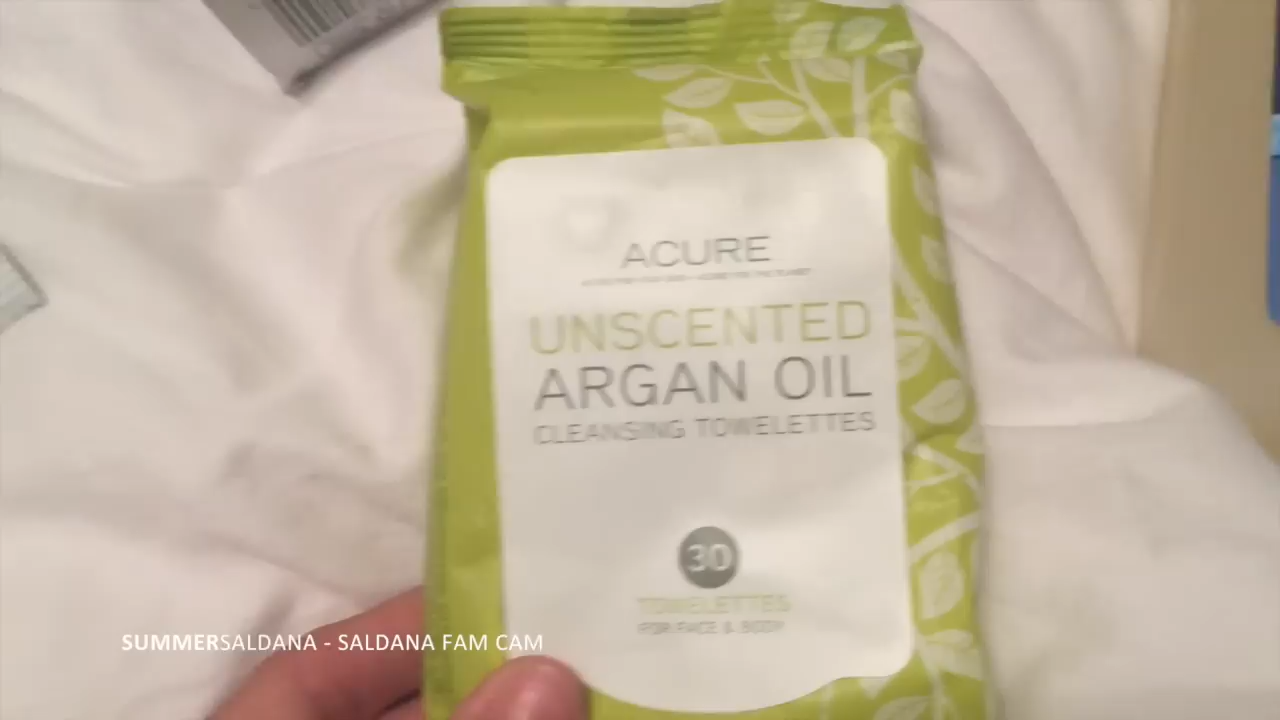 ACURE
UNSCENTED
ARGAN OIL
CLEANSING TOWELETTES
30
TOWELETTES
FOR FACE & BODY
SUMMERSALDANA - SALDANA FAM CAM